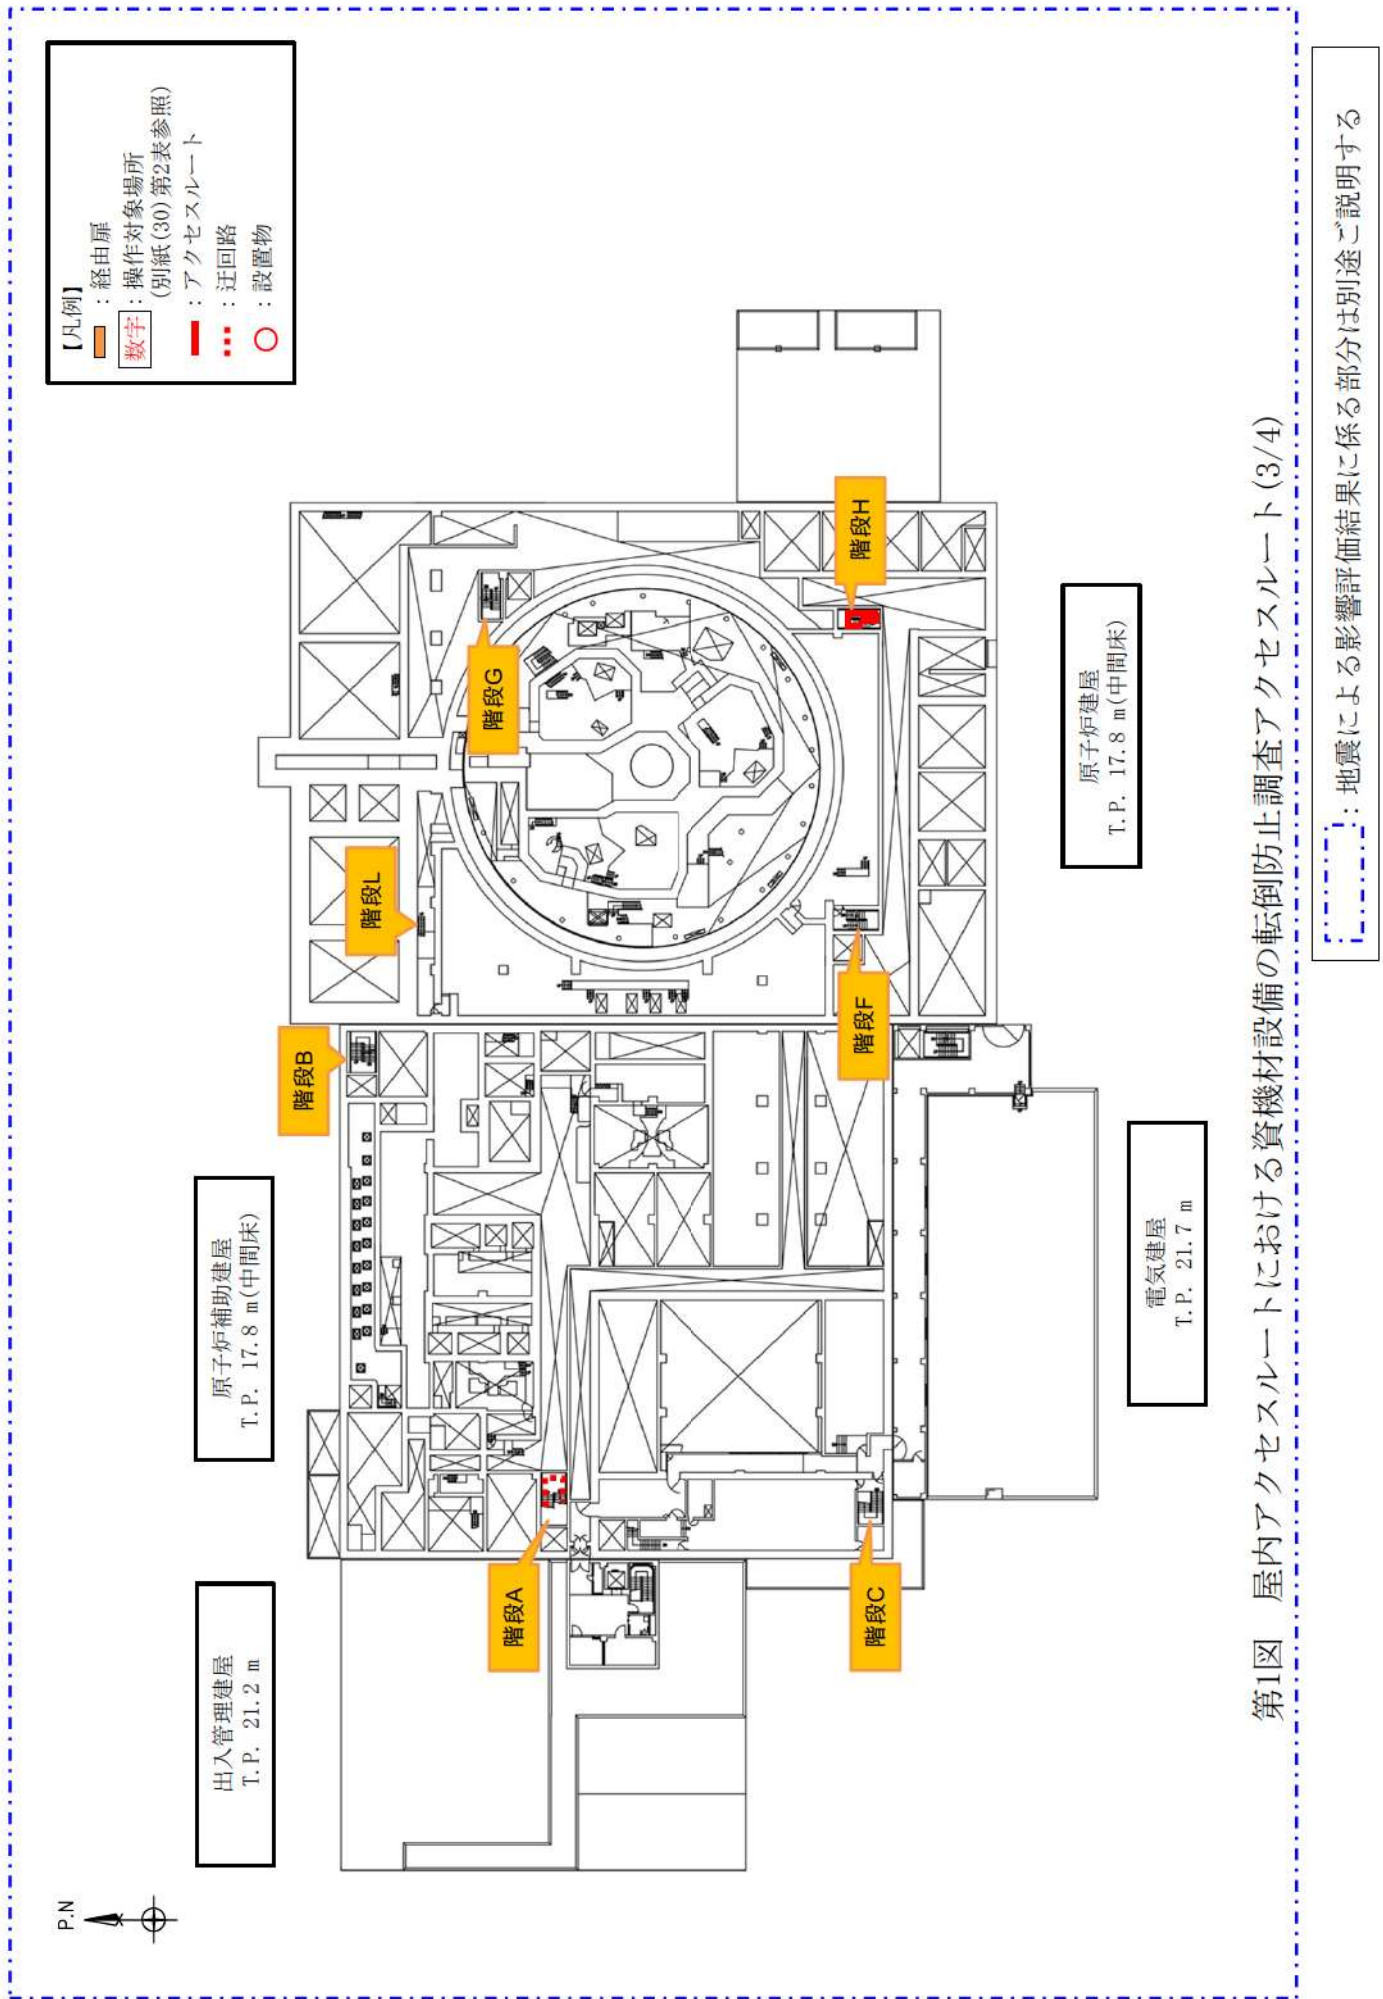 P.N
【凡例】
：経由扉
数字：操作対象場所
(別紙(30)第2表参照)
：アクセスルート
：迂回路
：設置物
出入管理建屋
T.P. 21.2 m
原子炉補助建屋
T.P. 17.8 m(中間床)
階段B
階段L
階段G
階段A
階段H
階段C
階段F
原子炉建屋
T.P. 17.8 m(中間床)
電気建屋
T.P. 21.7 m
第1図　屋内アクセスルートにおける資機材設備の転倒防止調査アクセスルート(3/4)
：地震による影響評価結果に係る部分は別途ご説明する